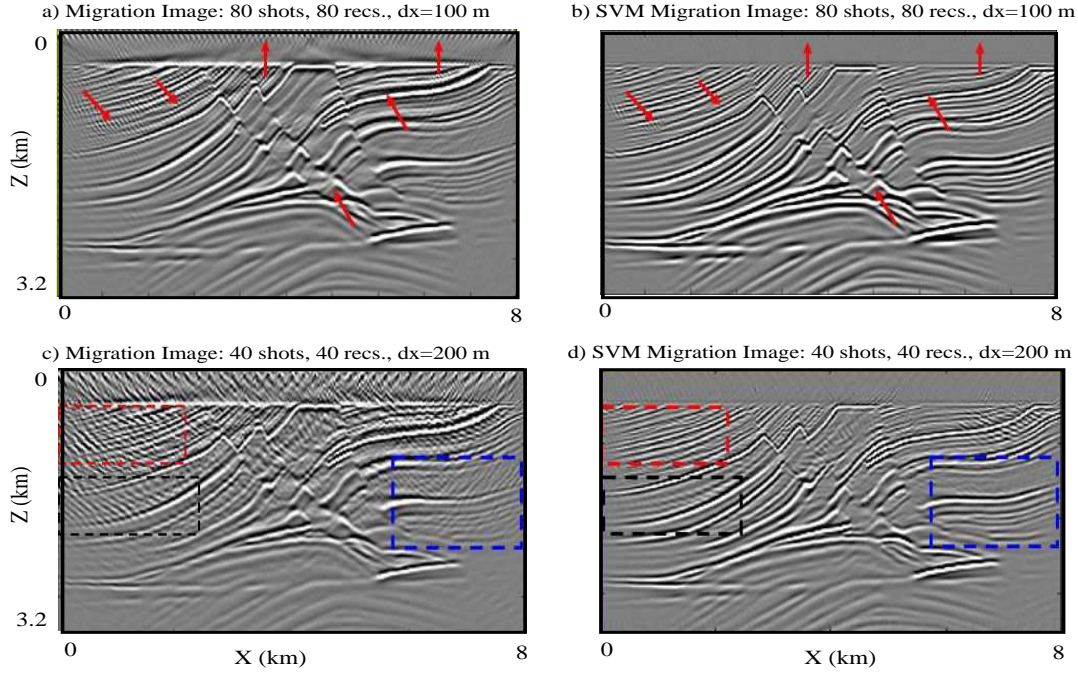 a) Migration Image: 80 shots, 80 recs., dx=100 m
b) SVM Migration Image: 80 shots, 80 recs., dx=100 m
0
Z (km)
3.2
0
8
0
8
c) Migration Image: 40 shots, 40 recs., dx=200 m
d) SVM Migration Image: 40 shots, 40 recs., dx=200 m
0
Z (km)
3.2
0
X (km)
8
0
X (km)
8